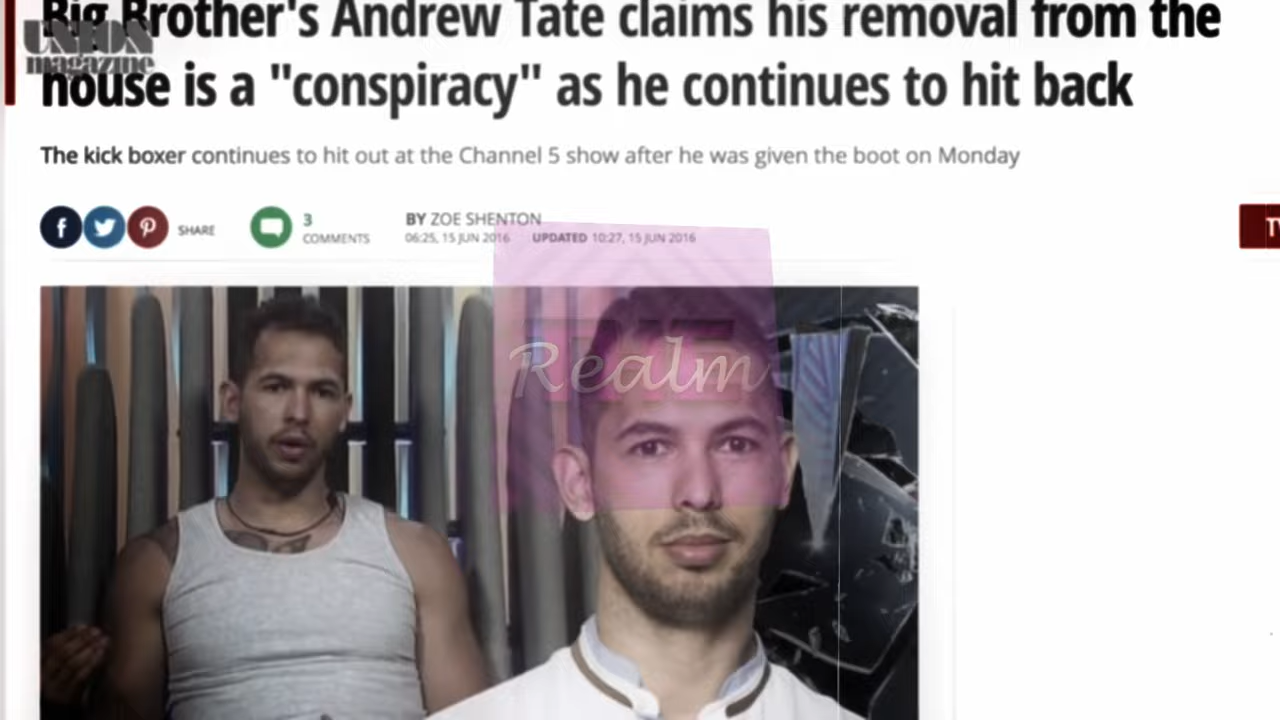 Big Brother's Andrew Tate claims his removal from the
UNION
magazine
house is a "conspiracy" as he continues to hit back
The kick boxer continues to hit out at the Channel 5 show after he was given the boot on Monday
SHARE
3
COMMENTS
BY ZOE SHENTON
06:25, 15 JUN 2016 UPDATED 10:27, 15 JUN 2016
Realm